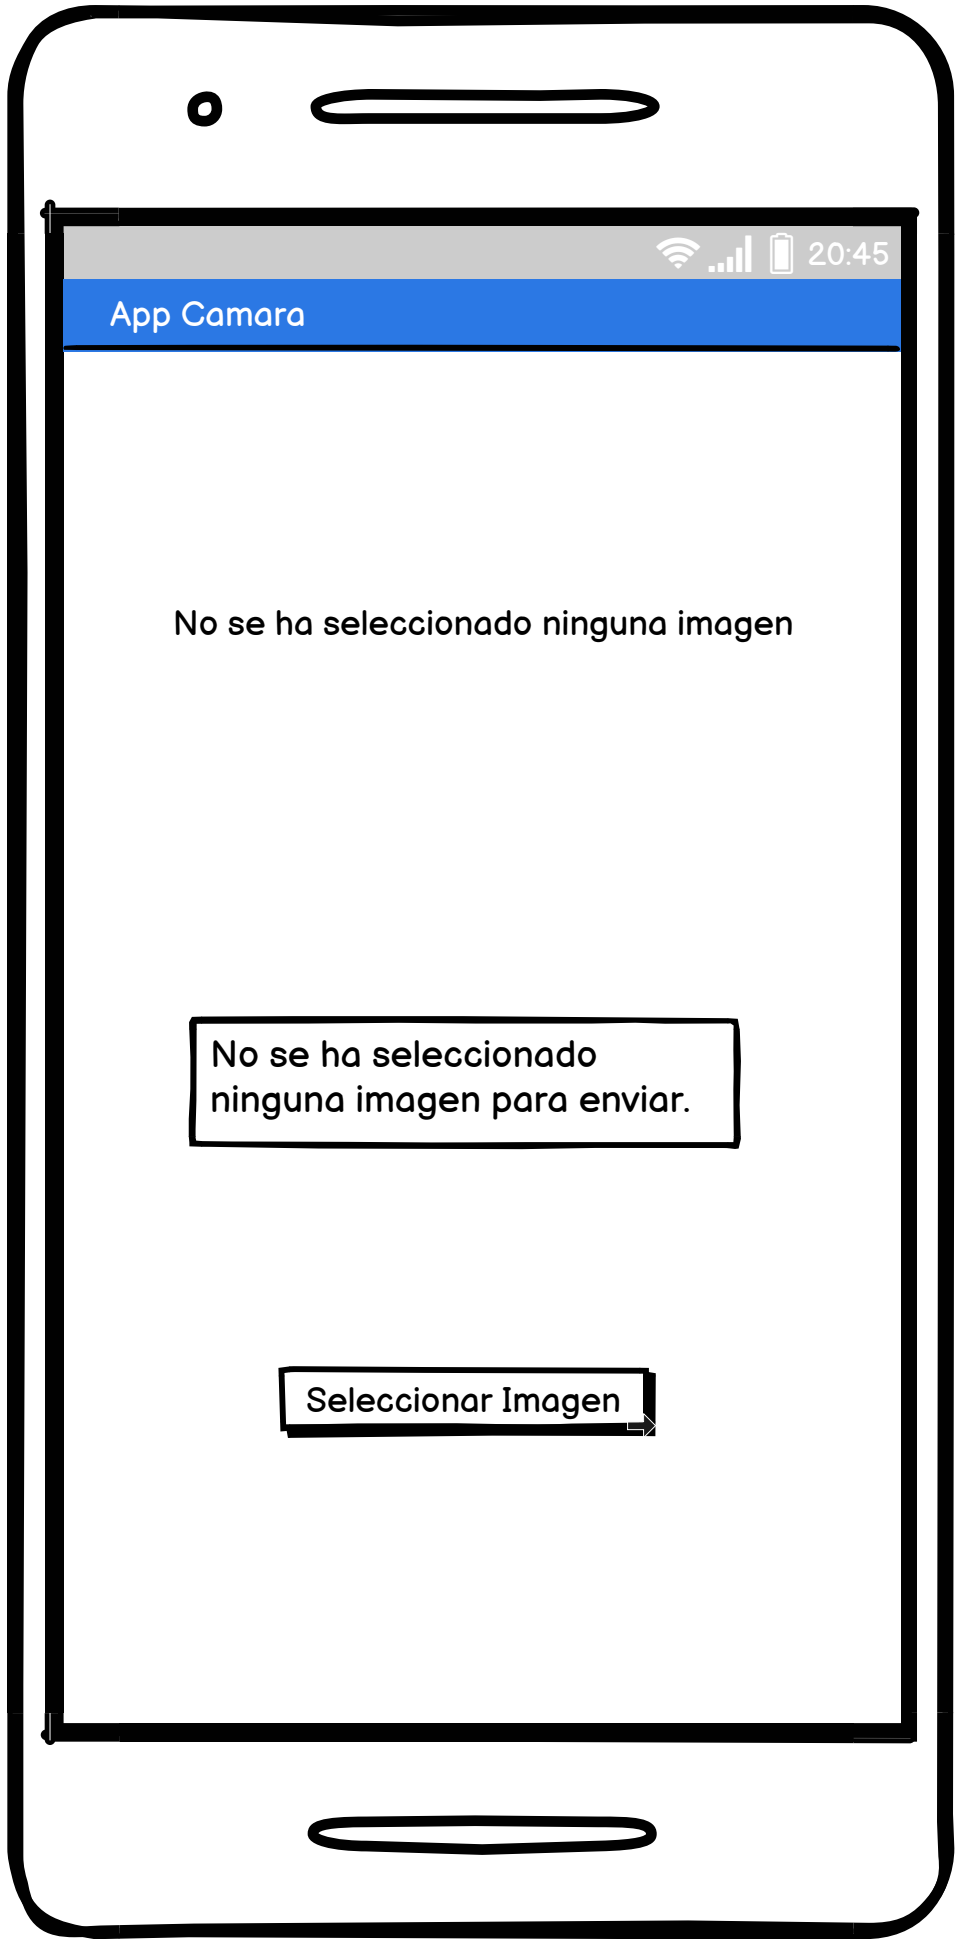 20:45
App Camara
No se ha seleccionado ninguna imagen
No se ha seleccionado
ninguna imagen para enviar.
Seleccionar Imagen